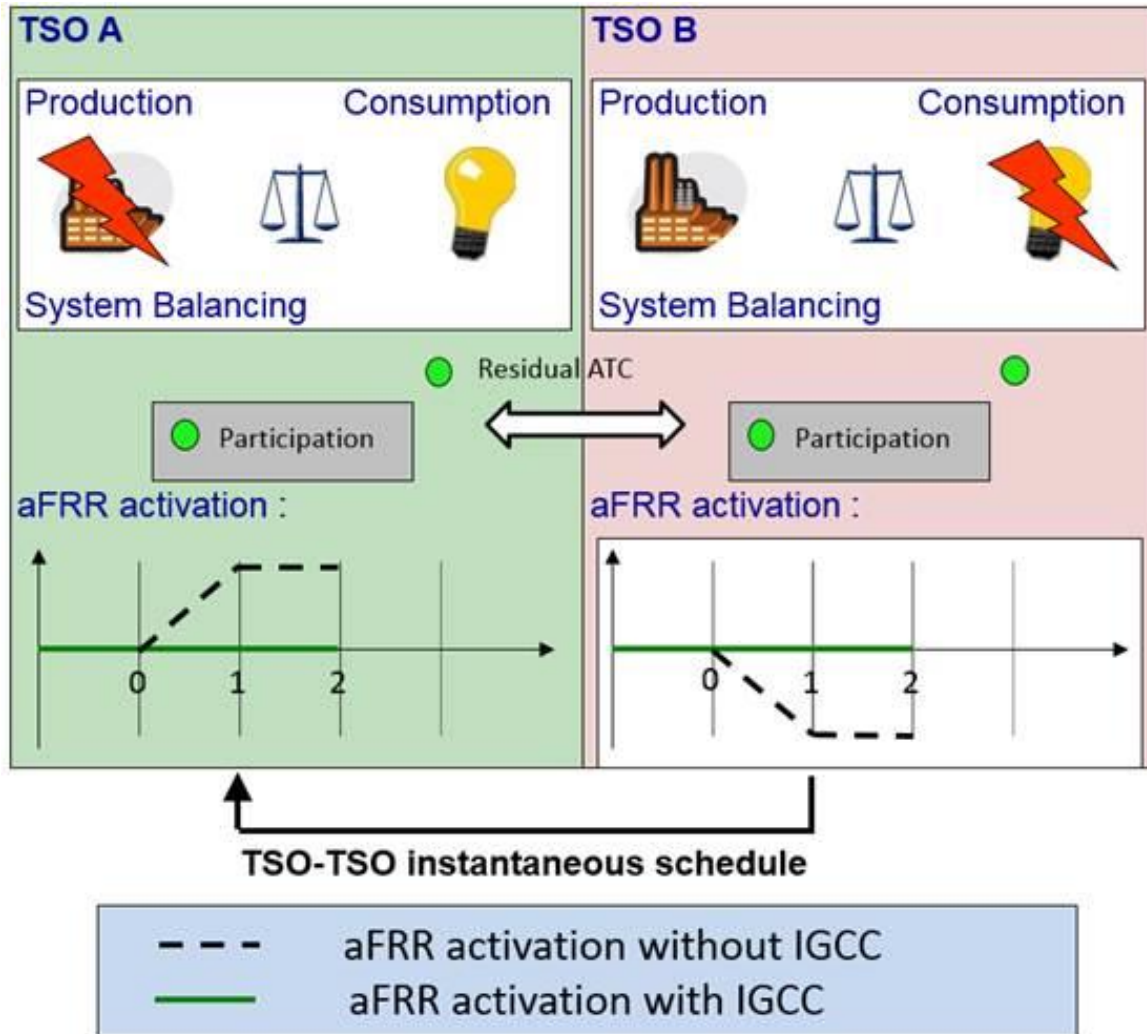 TSO A
TSO B
Production Consumption
Production Consumption
System Balancing
System Balancing
Residual ATC
Participation
Participation
aFRR activation :
aFRR activation :
0 1 2
0 1 2
TSO-TSO instantaneous schedule
aFRR activation without IGCC
aFRR activation with IGCC